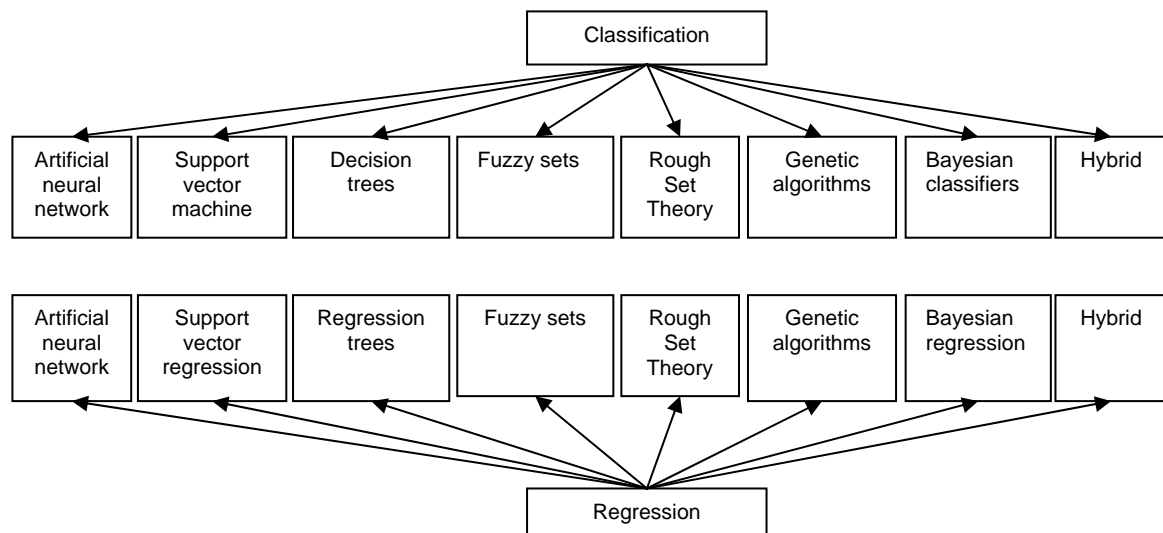 Classification
Artificial
neural
network
Support
vector
machine
Decision
trees
Fuzzy sets
Rough
Set
Theory
Genetic
algorithms
Bayesian
classifiers
Hybrid
Artificial
neural
network
Support
vector
regression
Regression
trees
Fuzzy sets
Rough
Set
Theory
Genetic
algorithms
Bayesian
regression
Hybrid
Regression